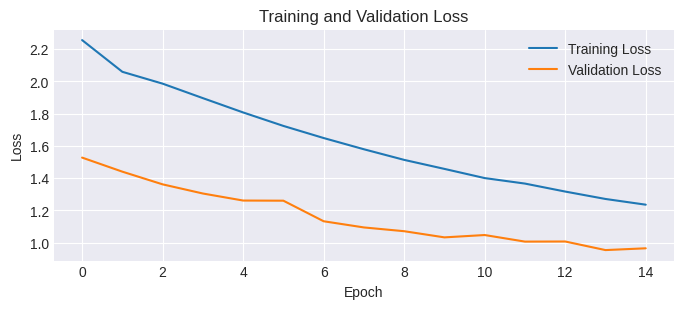 Training and Validation Loss
2.2
2.0
1.8
1.6
1.4
1.2
1.0
Loss
Training Loss
Validation Loss
0 2 4 6 8 10 12 14
Epoch